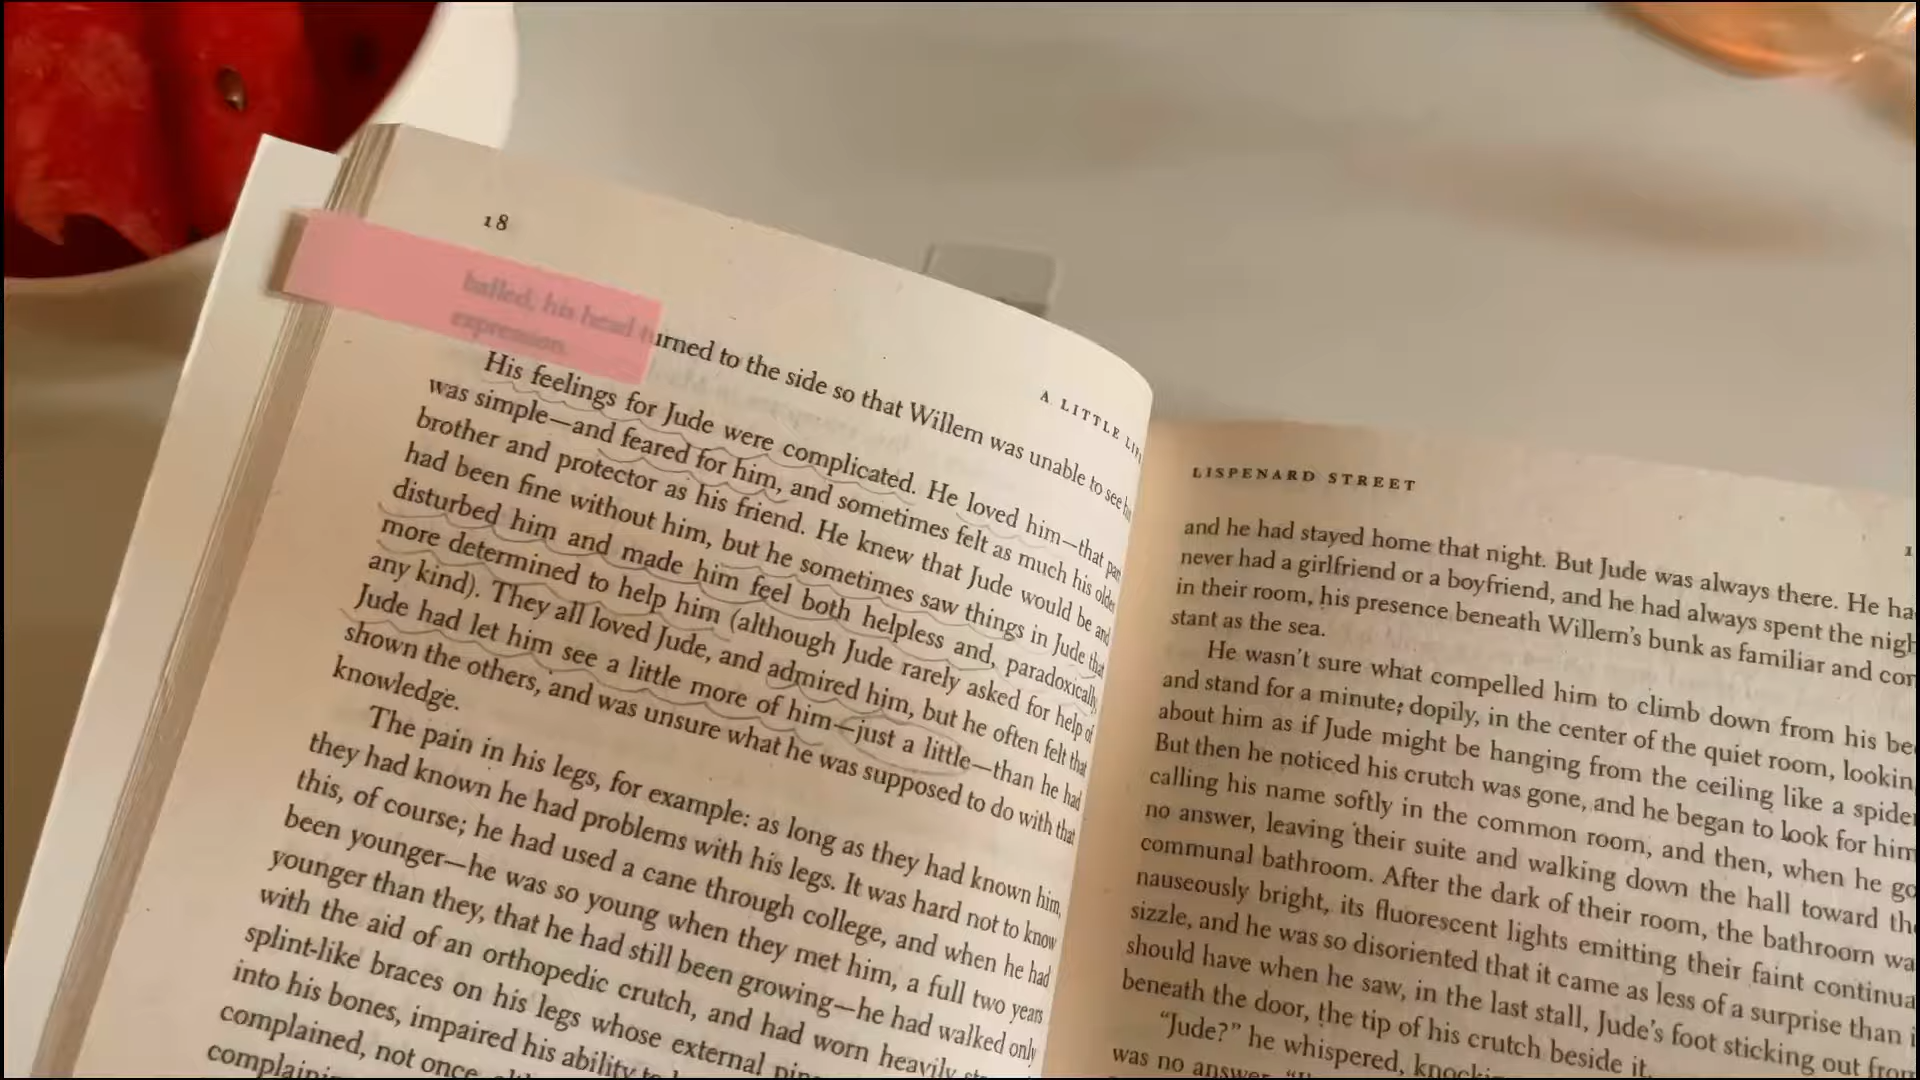 18
A LITTLE LIF
balled, his head turned to the side so that Willem was unable to see
expression.
His feelings for Jude were complicated. He loved him—that part
was simple—and feared for him, and sometimes felt as much his older
brother and protector as his friend. He knew that Jude would be and
had been fine without him, but he sometimes saw things in Jude that
disturbed him and made him feel both helpless and, paradoxically,
more determined to help him (although Jude rarely asked for help of
any kind). They all loved Jude, and admired him, but he often felt that
Jude had let him see a little more of him—just a little—than he had
shown the others, and was unsure what he was supposed to do with that
knowledge.
The pain in his legs, for example: as long as they had known him,
they had known he had problems with his legs. It was hard not to know
this, of course; he had used a cane through college, and when he had
been younger—he was so young when they met him, a full two years
younger than they, that he had still been growing—he had walked only
with the aid of an orthopedic crutch, and had worn heavily
splint-like braces on his legs whose external
into his bones, impaired his ability to
complained, not once,
LISPENARD STREET
and he had stayed home that night. But Jude was always there. He ha
never had a girlfriend or a boyfriend, and he had always spent the nigh
in their room, his presence beneath Willem's bunk as familiar and con
stant as the sea.
He wasn't sure what compelled him to climb down from his be
and stand for a minute, dopily, in the center of the quiet room, lookin
about him as if Jude might be hanging from the ceiling like a spider
But then he noticed his crutch was gone, and he began to look for him
calling his name softly in the common room, and then, when he go
no answer, leaving their suite and walking down the hall toward the
communal bathroom. After the dark of their room, the bathroom wa
nauseously bright, its fluorescent lights emitting their faint continua
sizzle, and he was so disoriented that it came as less of a surprise than i
should have when he saw, in the last stall, Jude's foot sticking out from
beneath the door, the tip of his crutch beside it.
"Jude?" he whispered,
was no answer.